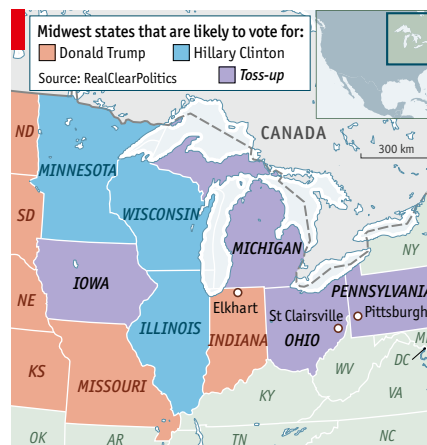 Midwest states that are likely to vote for:
Donald Trump
Hillary Clinton
Source: RealClearPolitics
Toss-up
CANADA
300 km
ND
MINNESOTA
WISCONSIN
SD
MICHIGAN
NY
IOWA
NE
PENNSYLVANIA
Elkhart
St Clairsville
Pittsburgh
ILLINOIS
INDIANA
OHIO
KS
MISSOURI
WV
DC
KY
VA
OK
AR
TN
NC